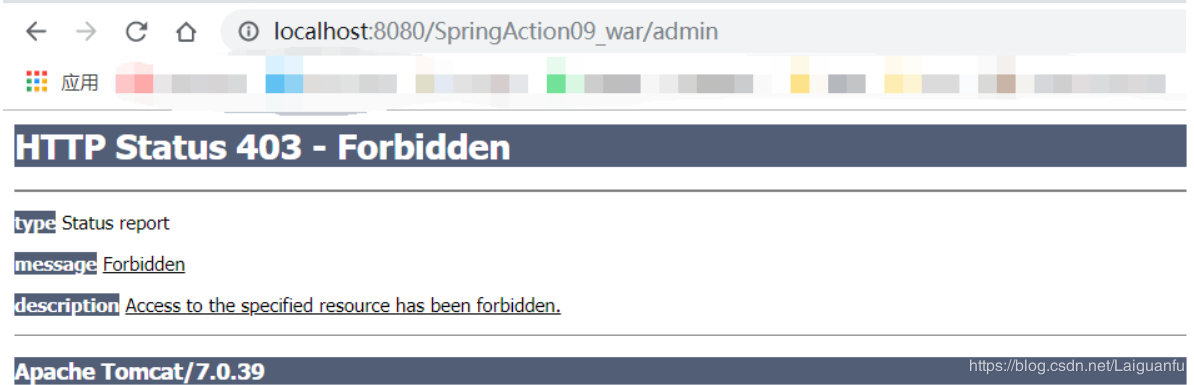 localhost:8080/SpringAction09_war/admin
应用
HTTP Status 403 - Forbidden
type Status report
message Forbidden
description Access to the specified resource has been forbidden.
Apache Tomcat/7.0.39
https://blog.csdn.net/Laiguanfu